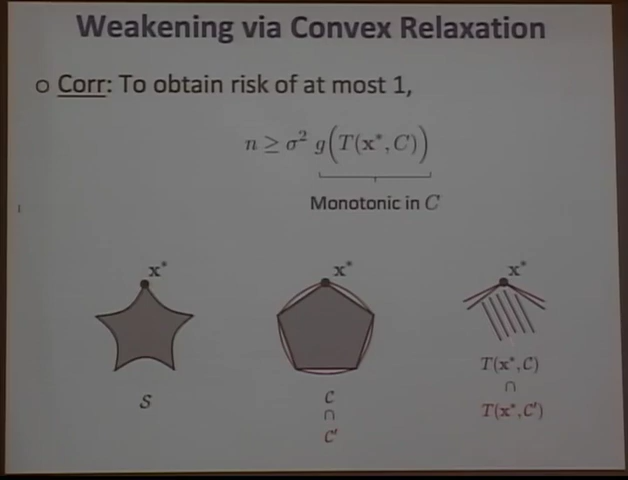 Weakening via Convex Relaxation
o Corr: To obtain risk of at most 1,
n ≥ σ² g(T(x*, C))
Monotonic in C
x*
x*
x*
S
C
∩
C'
T(x*, C)
∩
T(x*, C')